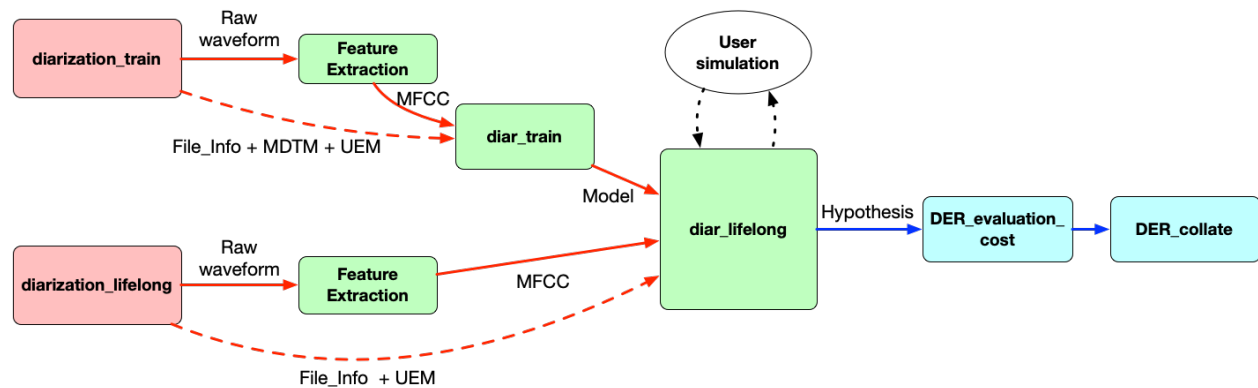 Raw
waveform
diarization_train
Feature
Extraction
MFCC
File_Info + MDTM + UEM
diar_train
Model
User
simulation
diar_lifelong
Hypothesis
DER_evaluation_
cost
DER_collate
Raw
waveform
diarization_lifelong
Feature
Extraction
MFCC
File_Info + UEM